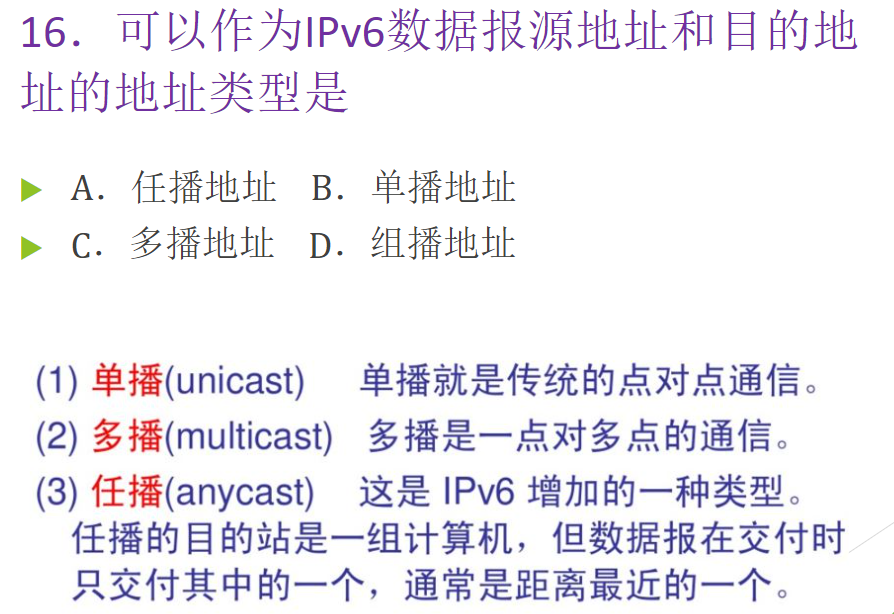 16．可以作为IPv6数据报源地址和目的地
址的地址类型是
A．任播地址 B．单播地址
C．多播地址 D．组播地址
(1) 单播(unicast) 单播就是传统的点对点通信。
(2) 多播(multicast) 多播是一点对多点的通信。
(3) 任播(anycast) 这是 IPv6 增加的一种类型。
任播的目的站是一组计算机，但数据报在交付时
只交付其中的一个，通常是距离最近的一个。